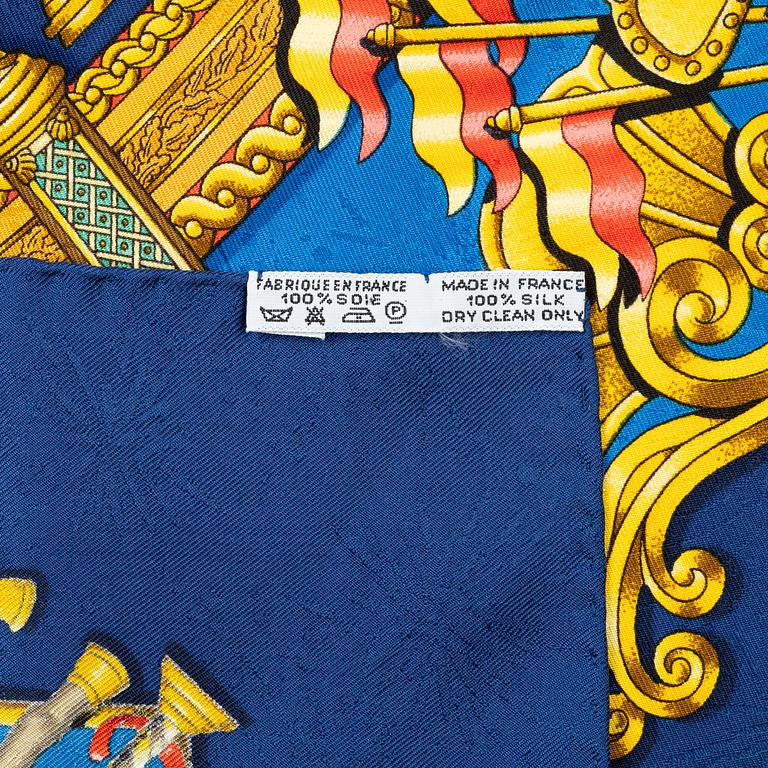 FABRIQUE EN FRANCE
100% SOIE
P
MADE IN FRANCE
100% SILK
DRY CLEAN ONLY